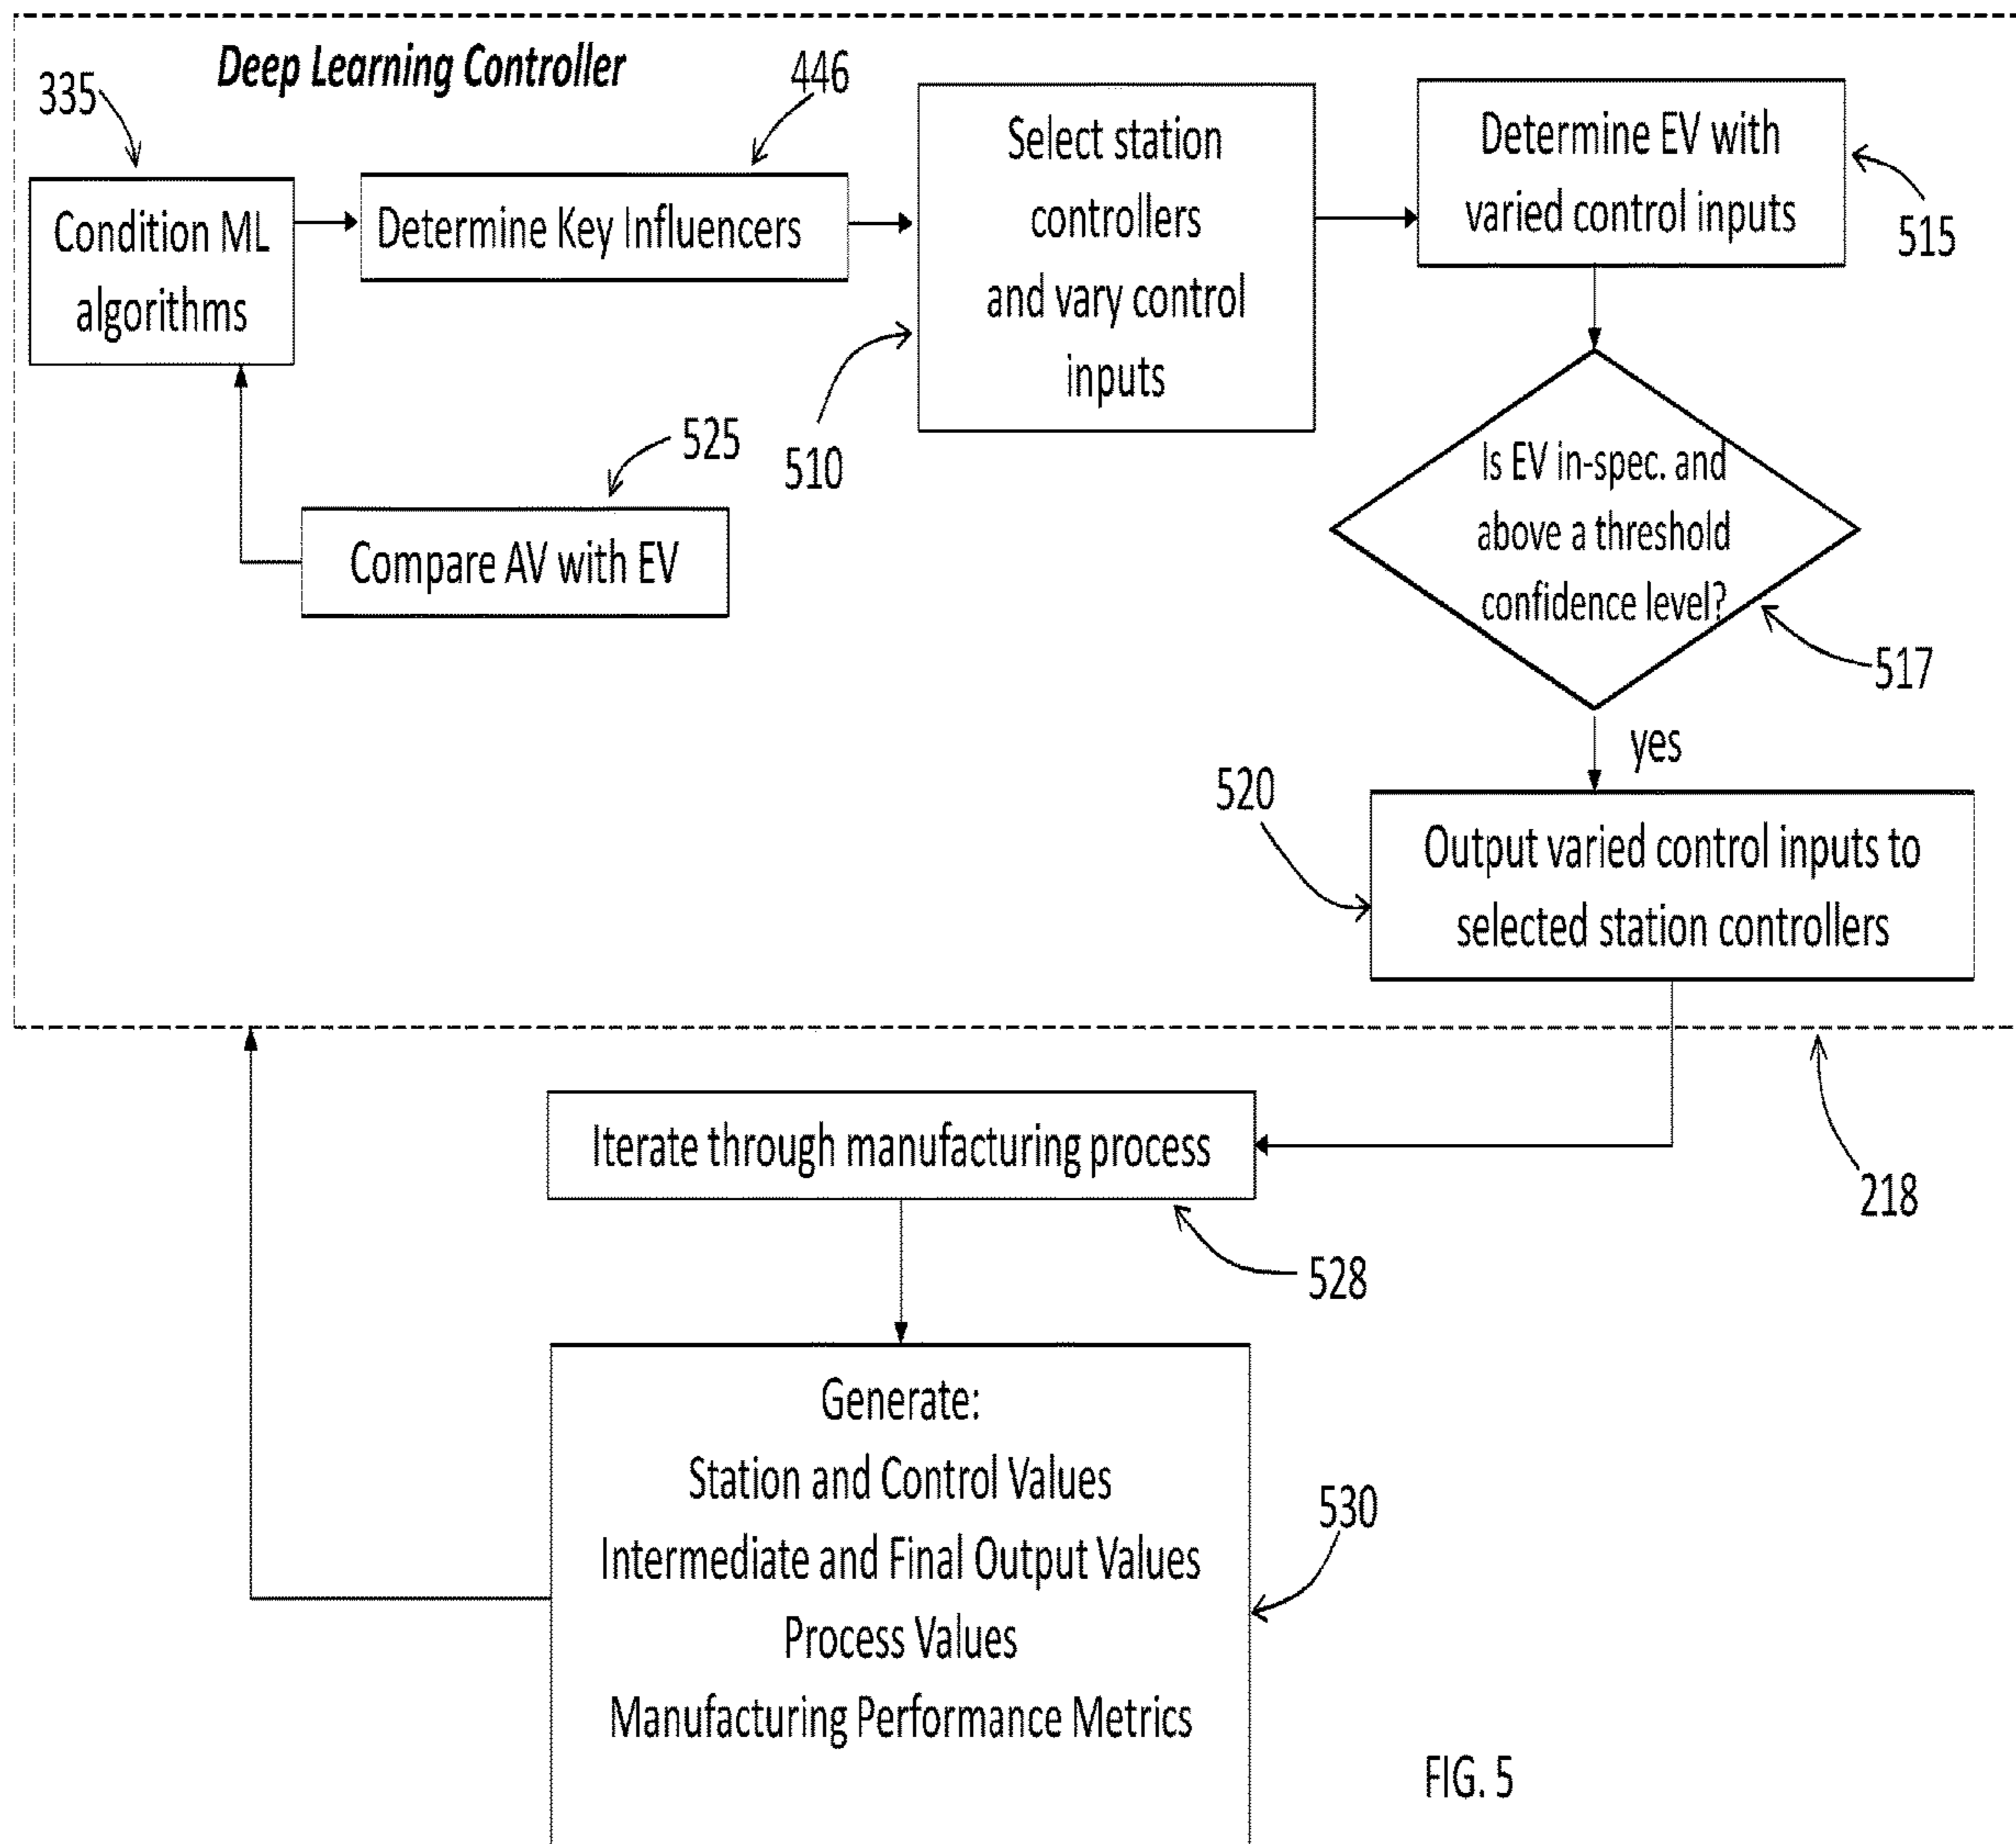 Deep Learning Controller
335
446
Condition ML
algorithms
Determine Key Influencers
Select station
controllers
and vary control
inputs
510
Determine EV with
varied control inputs
515
525
Compare AV with EV
Is EV in-spec. and
above a threshold
confidence level?
517
yes
520
Output varied control inputs to
selected station controllers
218
Iterate through manufacturing process
528
Generate:
Station and Control Values
Intermediate and Final Output Values
Process Values
Manufacturing Performance Metrics
530
FIG. 5